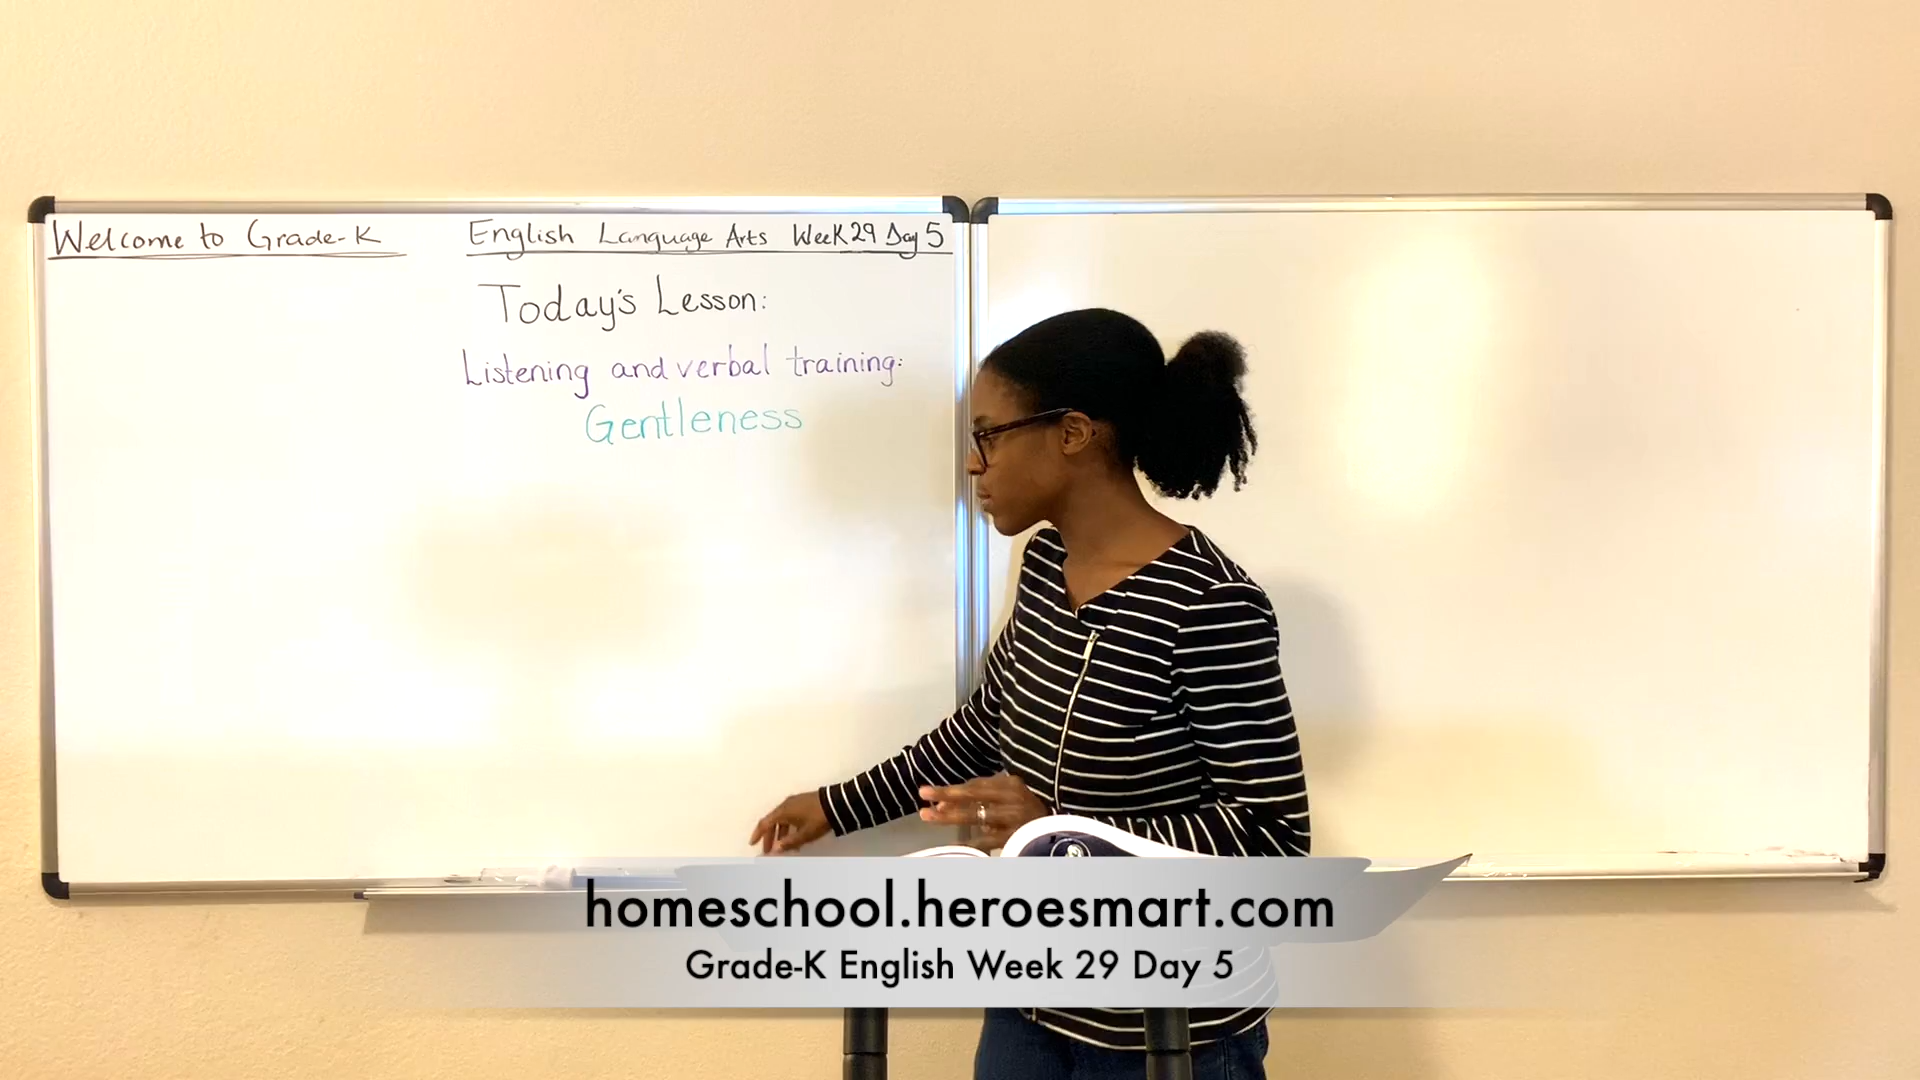 Welcome to Grade-K
English Language Arts Week 29 Day 5
Today's Lesson:
Listening and verbal training:
Gentleness
homeschool.heroesmart.com
Grade-K English Week 29 Day 5